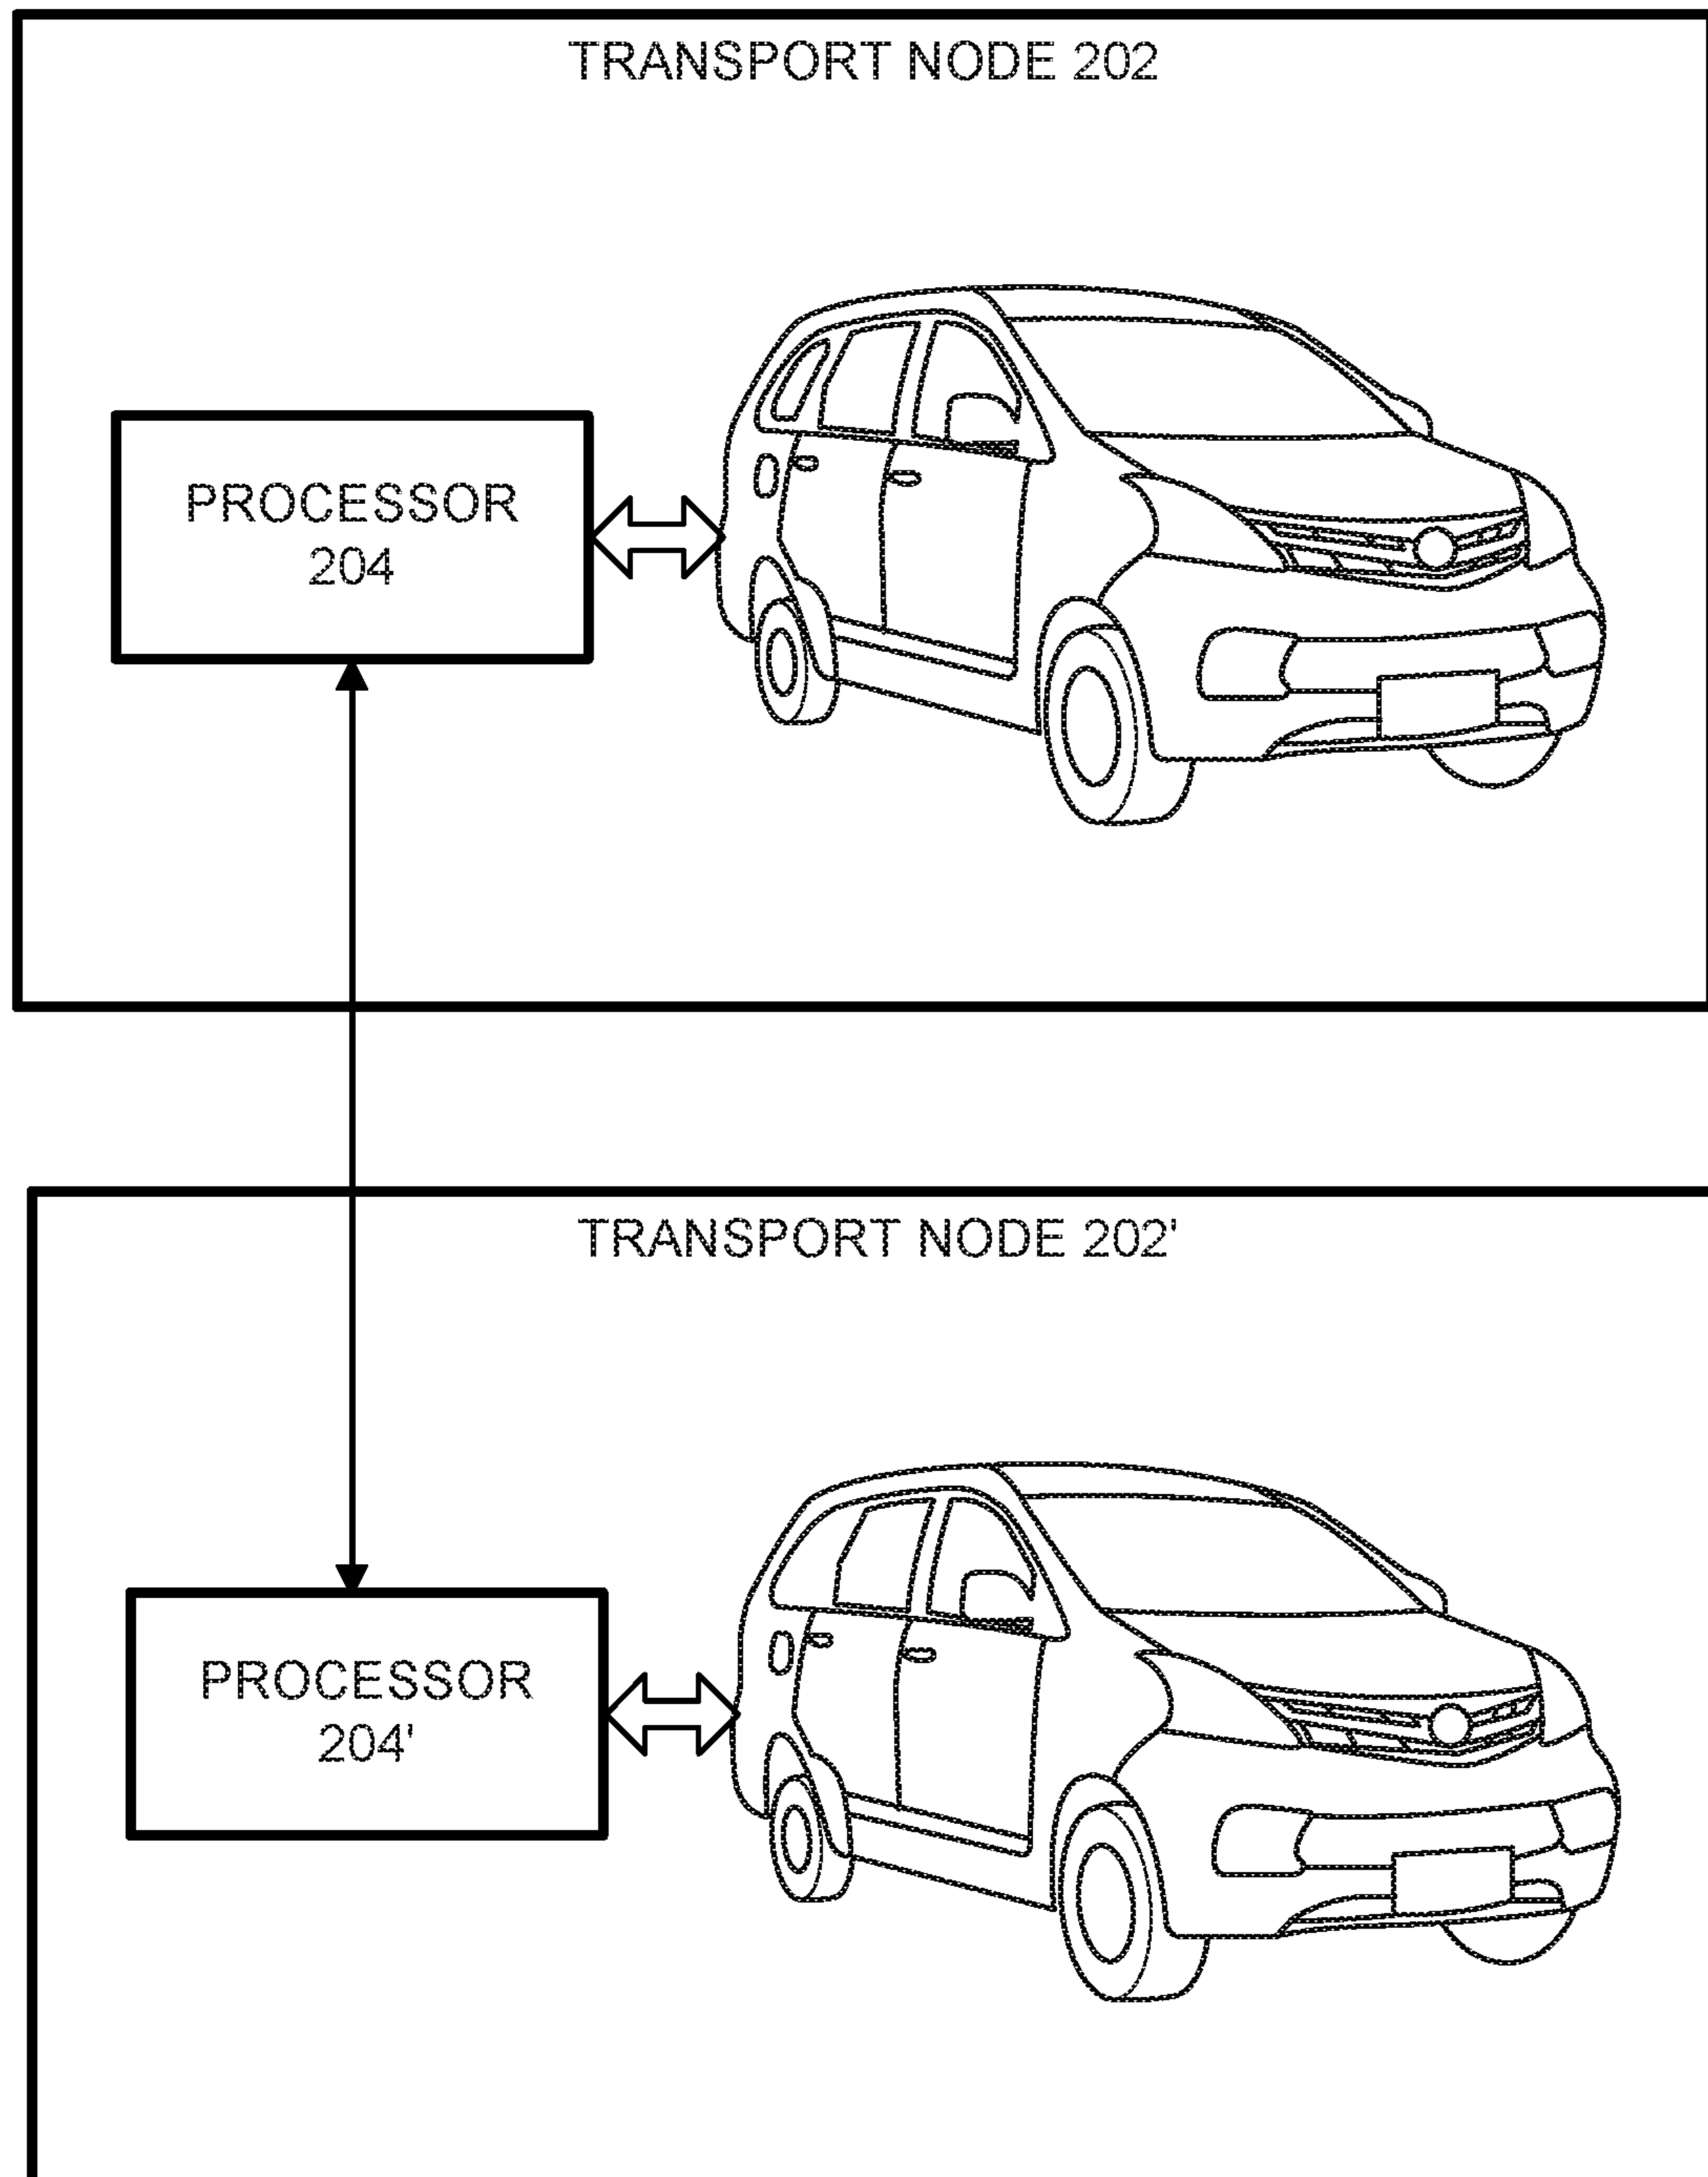 TRANSPORT NODE 202
PROCESSOR
204
TRANSPORT NODE 202'
PROCESSOR
204'